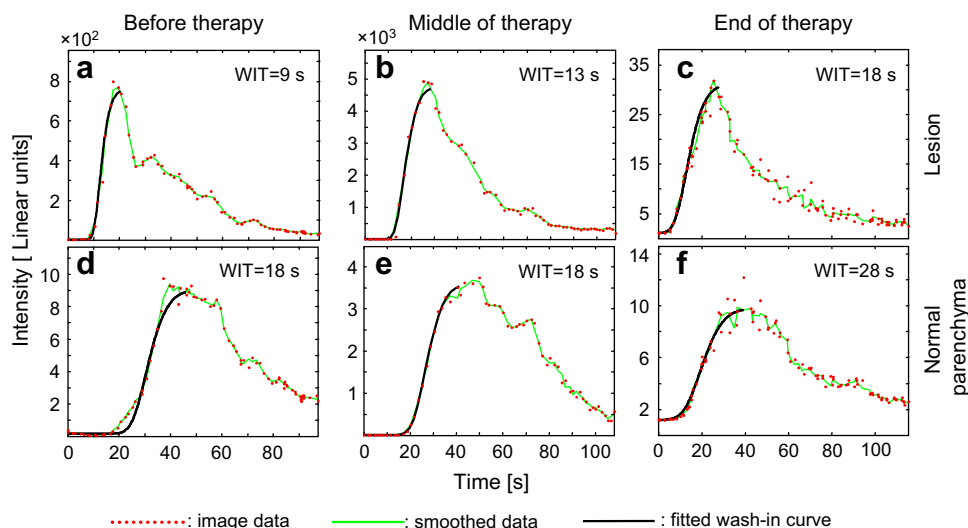 Before therapy
Middle of therapy
End of therapy
×10²
×10³
a
WIT=9 s
b
WIT=13 s
c
WIT=18 s
8
6
4
2
5
4
3
2
1
35
25
15
5
Lesion
d
WIT=18 s
e
WIT=18 s
f
WIT=28 s
10
8
6
4
2
4
3
2
1
14
10
6
2
Normal
parenchyma
Intensity [ Linear units]
0 20 40 60 80
0 20 40 60 80 100
0 20 40 60 80 100
Time [s]
: image data
: smoothed data
: fitted wash-in curve